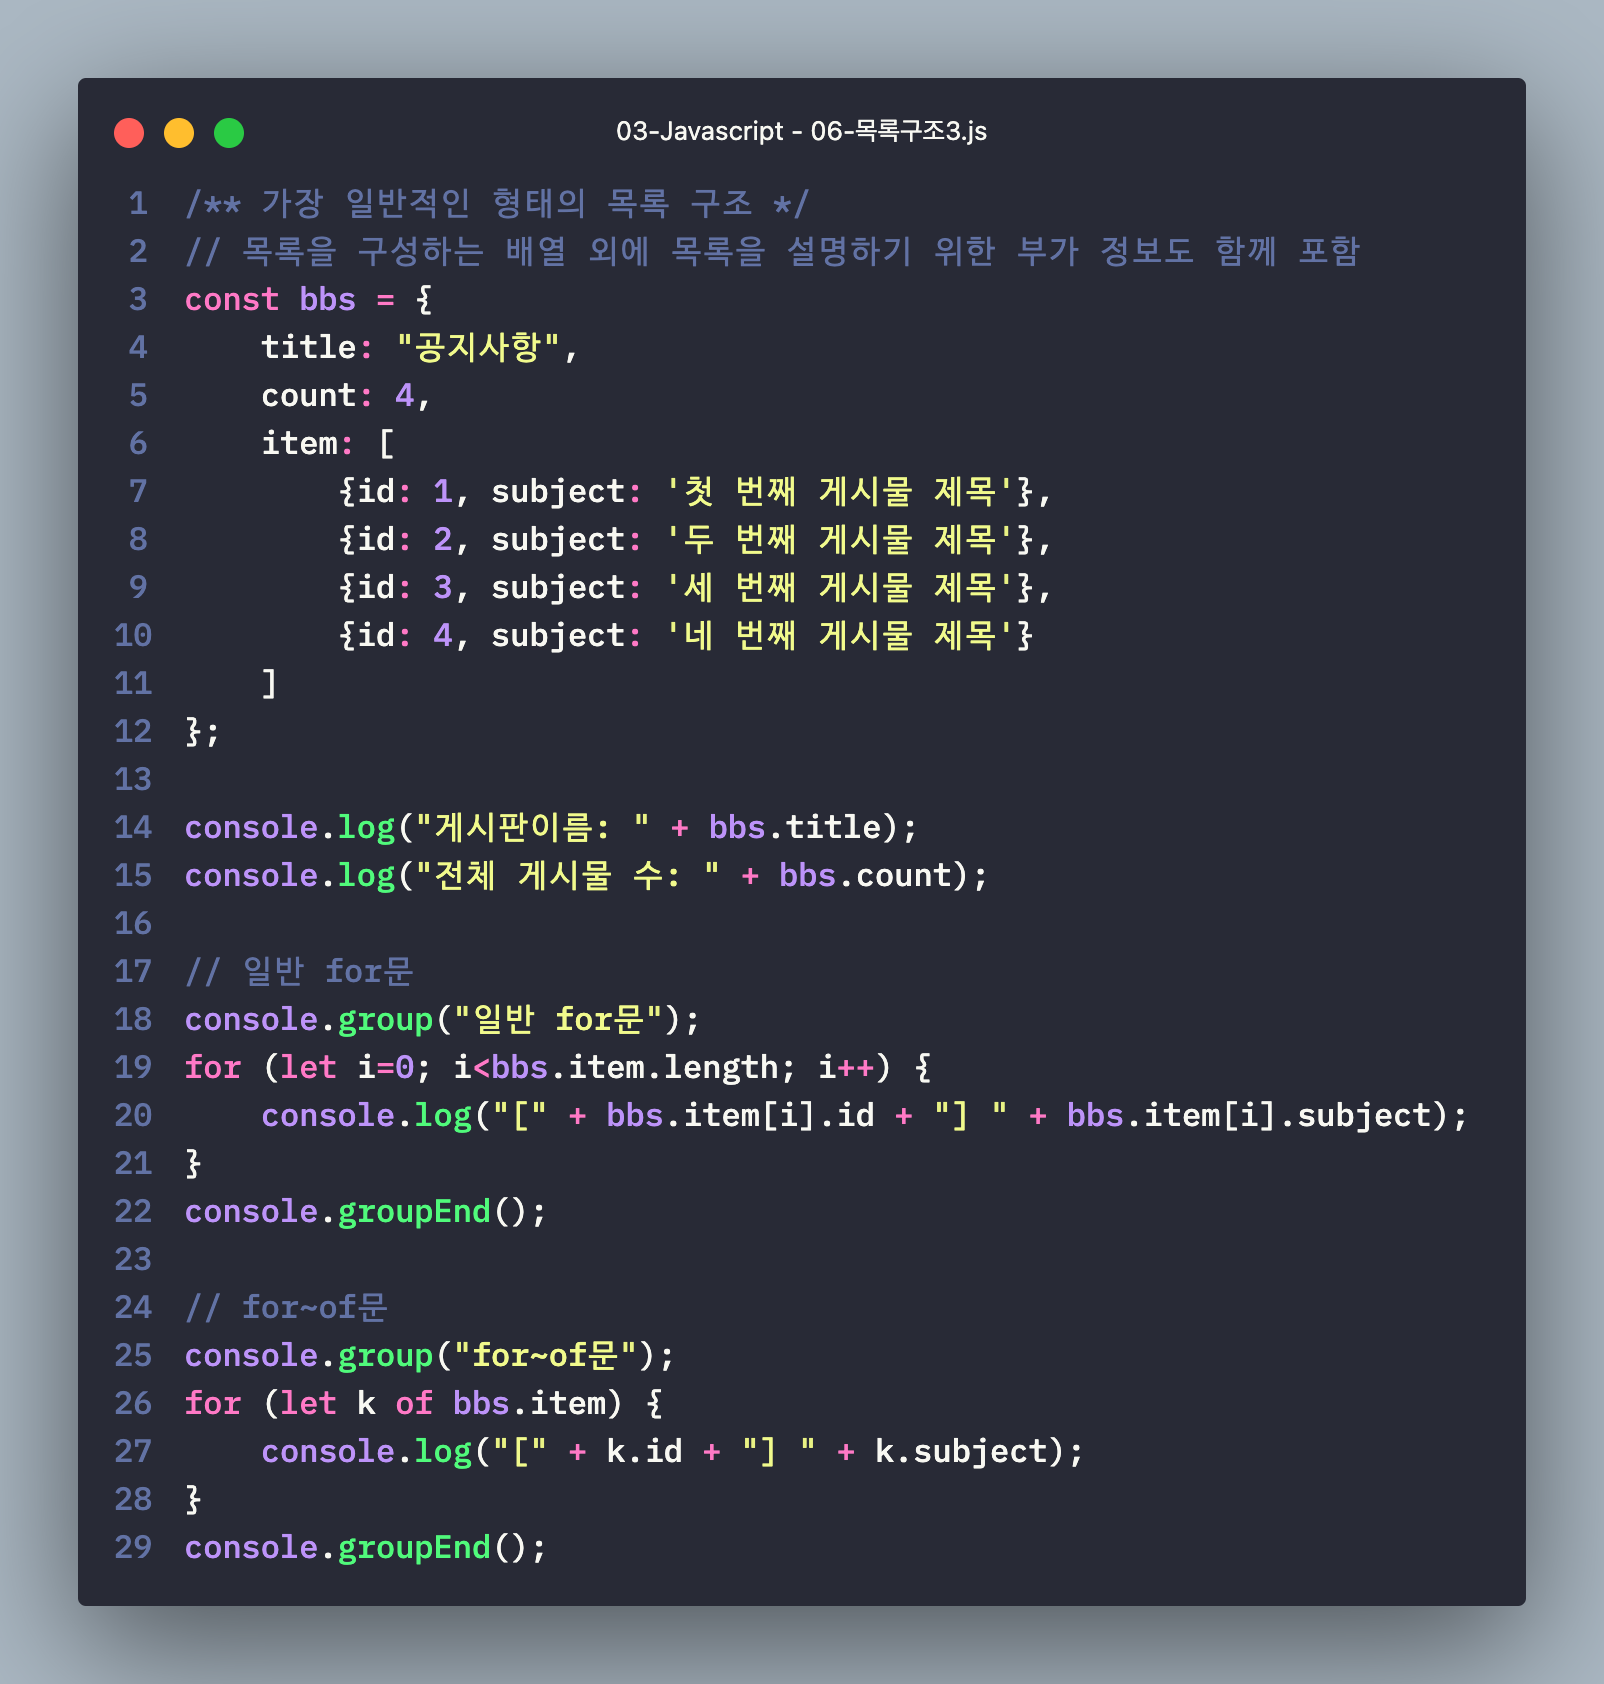 03-Javascript - 06-목록구조3.js
1 /** 가장 일반적인 형태의 목록 구조 */
2 // 목록을 구성하는 배열 외에 목록을 설명하기 위한 부가 정보도 함께 포함
3 const bbs = {
4     title: "공지사항",
5     count: 4,
6     item: [
7         {id: 1, subject: '첫 번째 게시물 제목'},
8         {id: 2, subject: '두 번째 게시물 제목'},
9         {id: 3, subject: '세 번째 게시물 제목'},
10         {id: 4, subject: '네 번째 게시물 제목'}
11     ]
12 };
13
14 console.log("게시판이름: " + bbs.title);
15 console.log("전체 게시물 수: " + bbs.count);
16
17 // 일반 for문
18 console.group("일반 for문");
19 for (let i=0; i<bbs.item.length; i++) {
20     console.log("[" + bbs.item[i].id + "] " + bbs.item[i].subject);
21 }
22 console.groupEnd();
23
24 // for~of문
25 console.group("for~of문");
26 for (let k of bbs.item) {
27     console.log("[" + k.id + "] " + k.subject);
28 }
29 console.groupEnd();